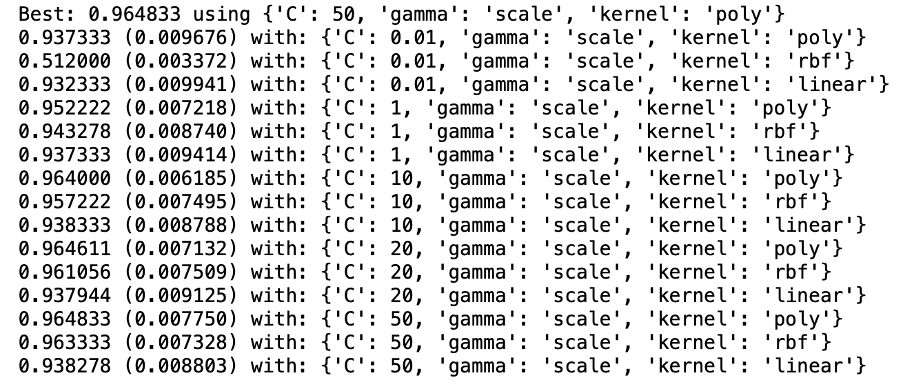 Best: 0.964833 using {'C': 50, 'gamma': 'scale', 'kernel': 'poly'}
0.937333 (0.009676) with: {'C': 0.01, 'gamma': 'scale', 'kernel': 'poly'}
0.512000 (0.003372) with: {'C': 0.01, 'gamma': 'scale', 'kernel': 'rbf'}
0.932333 (0.009941) with: {'C': 0.01, 'gamma': 'scale', 'kernel': 'linear'}
0.952222 (0.007218) with: {'C': 1, 'gamma': 'scale', 'kernel': 'poly'}
0.943278 (0.008740) with: {'C': 1, 'gamma': 'scale', 'kernel': 'rbf'}
0.937333 (0.009414) with: {'C': 1, 'gamma': 'scale', 'kernel': 'linear'}
0.964000 (0.006185) with: {'C': 10, 'gamma': 'scale', 'kernel': 'poly'}
0.957222 (0.007495) with: {'C': 10, 'gamma': 'scale', 'kernel': 'rbf'}
0.938333 (0.008788) with: {'C': 10, 'gamma': 'scale', 'kernel': 'linear'}
0.964611 (0.007132) with: {'C': 20, 'gamma': 'scale', 'kernel': 'poly'}
0.961056 (0.007509) with: {'C': 20, 'gamma': 'scale', 'kernel': 'rbf'}
0.937944 (0.009125) with: {'C': 20, 'gamma': 'scale', 'kernel': 'linear'}
0.964833 (0.007750) with: {'C': 50, 'gamma': 'scale', 'kernel': 'poly'}
0.963333 (0.007328) with: {'C': 50, 'gamma': 'scale', 'kernel': 'rbf'}
0.938278 (0.008803) with: {'C': 50, 'gamma': 'scale', 'kernel': 'linear'}